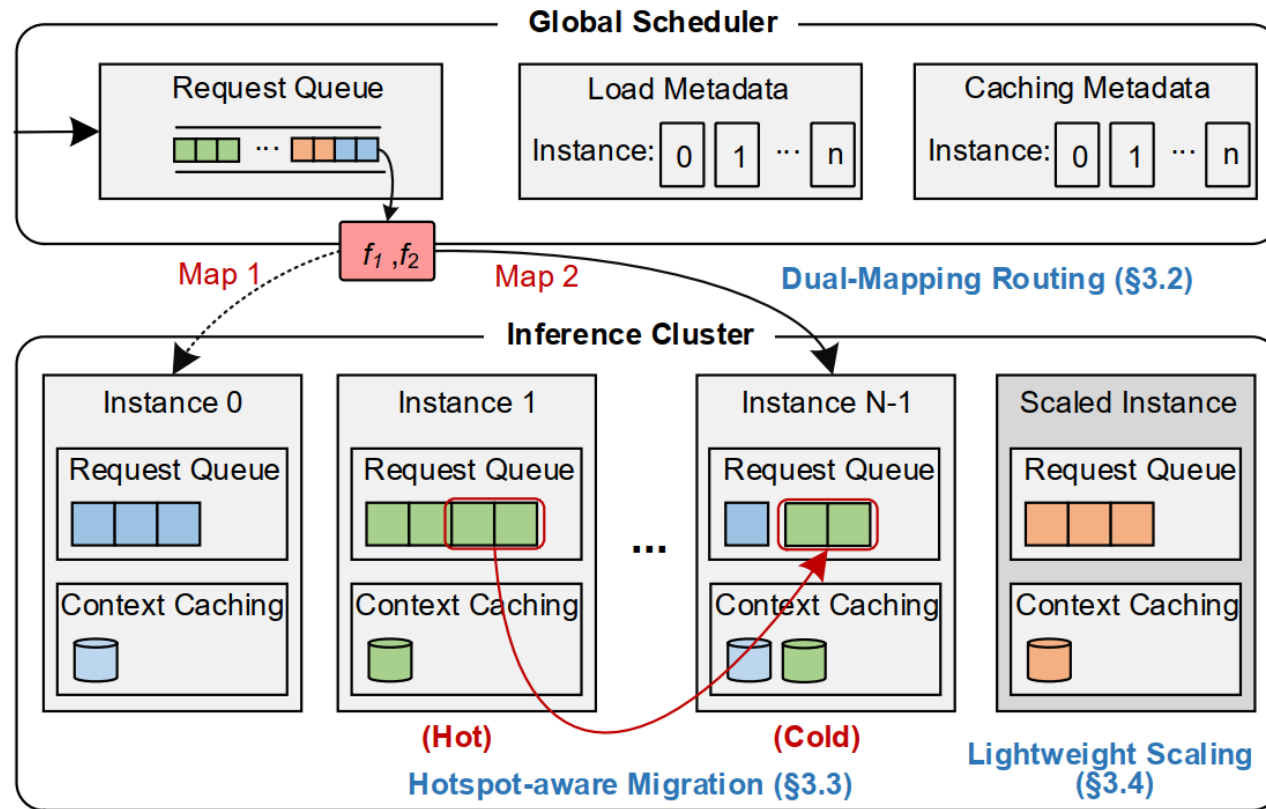 Global Scheduler
Request Queue
...
Load Metadata
Instance: 0 1 ... n
Caching Metadata
Instance: 0 1 ... n
f1 ,f2
Map 1
Map 2
Dual-Mapping Routing (§3.2)
Inference Cluster
Instance 0
Request Queue
Context Caching
Instance 1
Request Queue
Context Caching
(Hot)
...
Instance N-1
Request Queue
Context Caching
(Cold)
Scaled Instance
Request Queue
Context Caching
Hotspot-aware Migration (§3.3)
Lightweight Scaling
(§3.4)